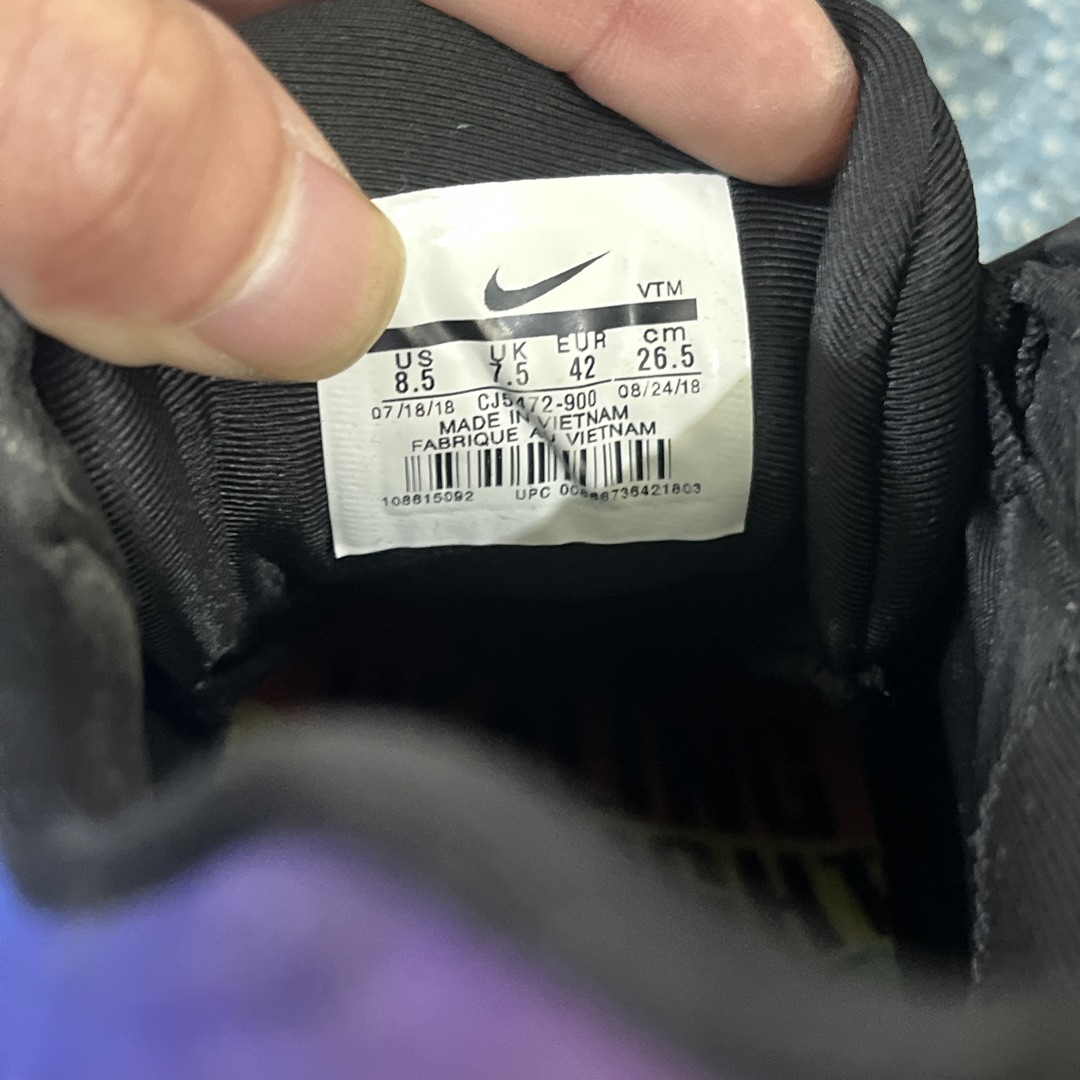 VTM
US UK EUR cm
8.5 7.5 42 26.5
07/18/18 CJ5472-900 08/24/18
MADE IN VIETNAM
FABRIQUE AU VIETNAM
108615092 UPC